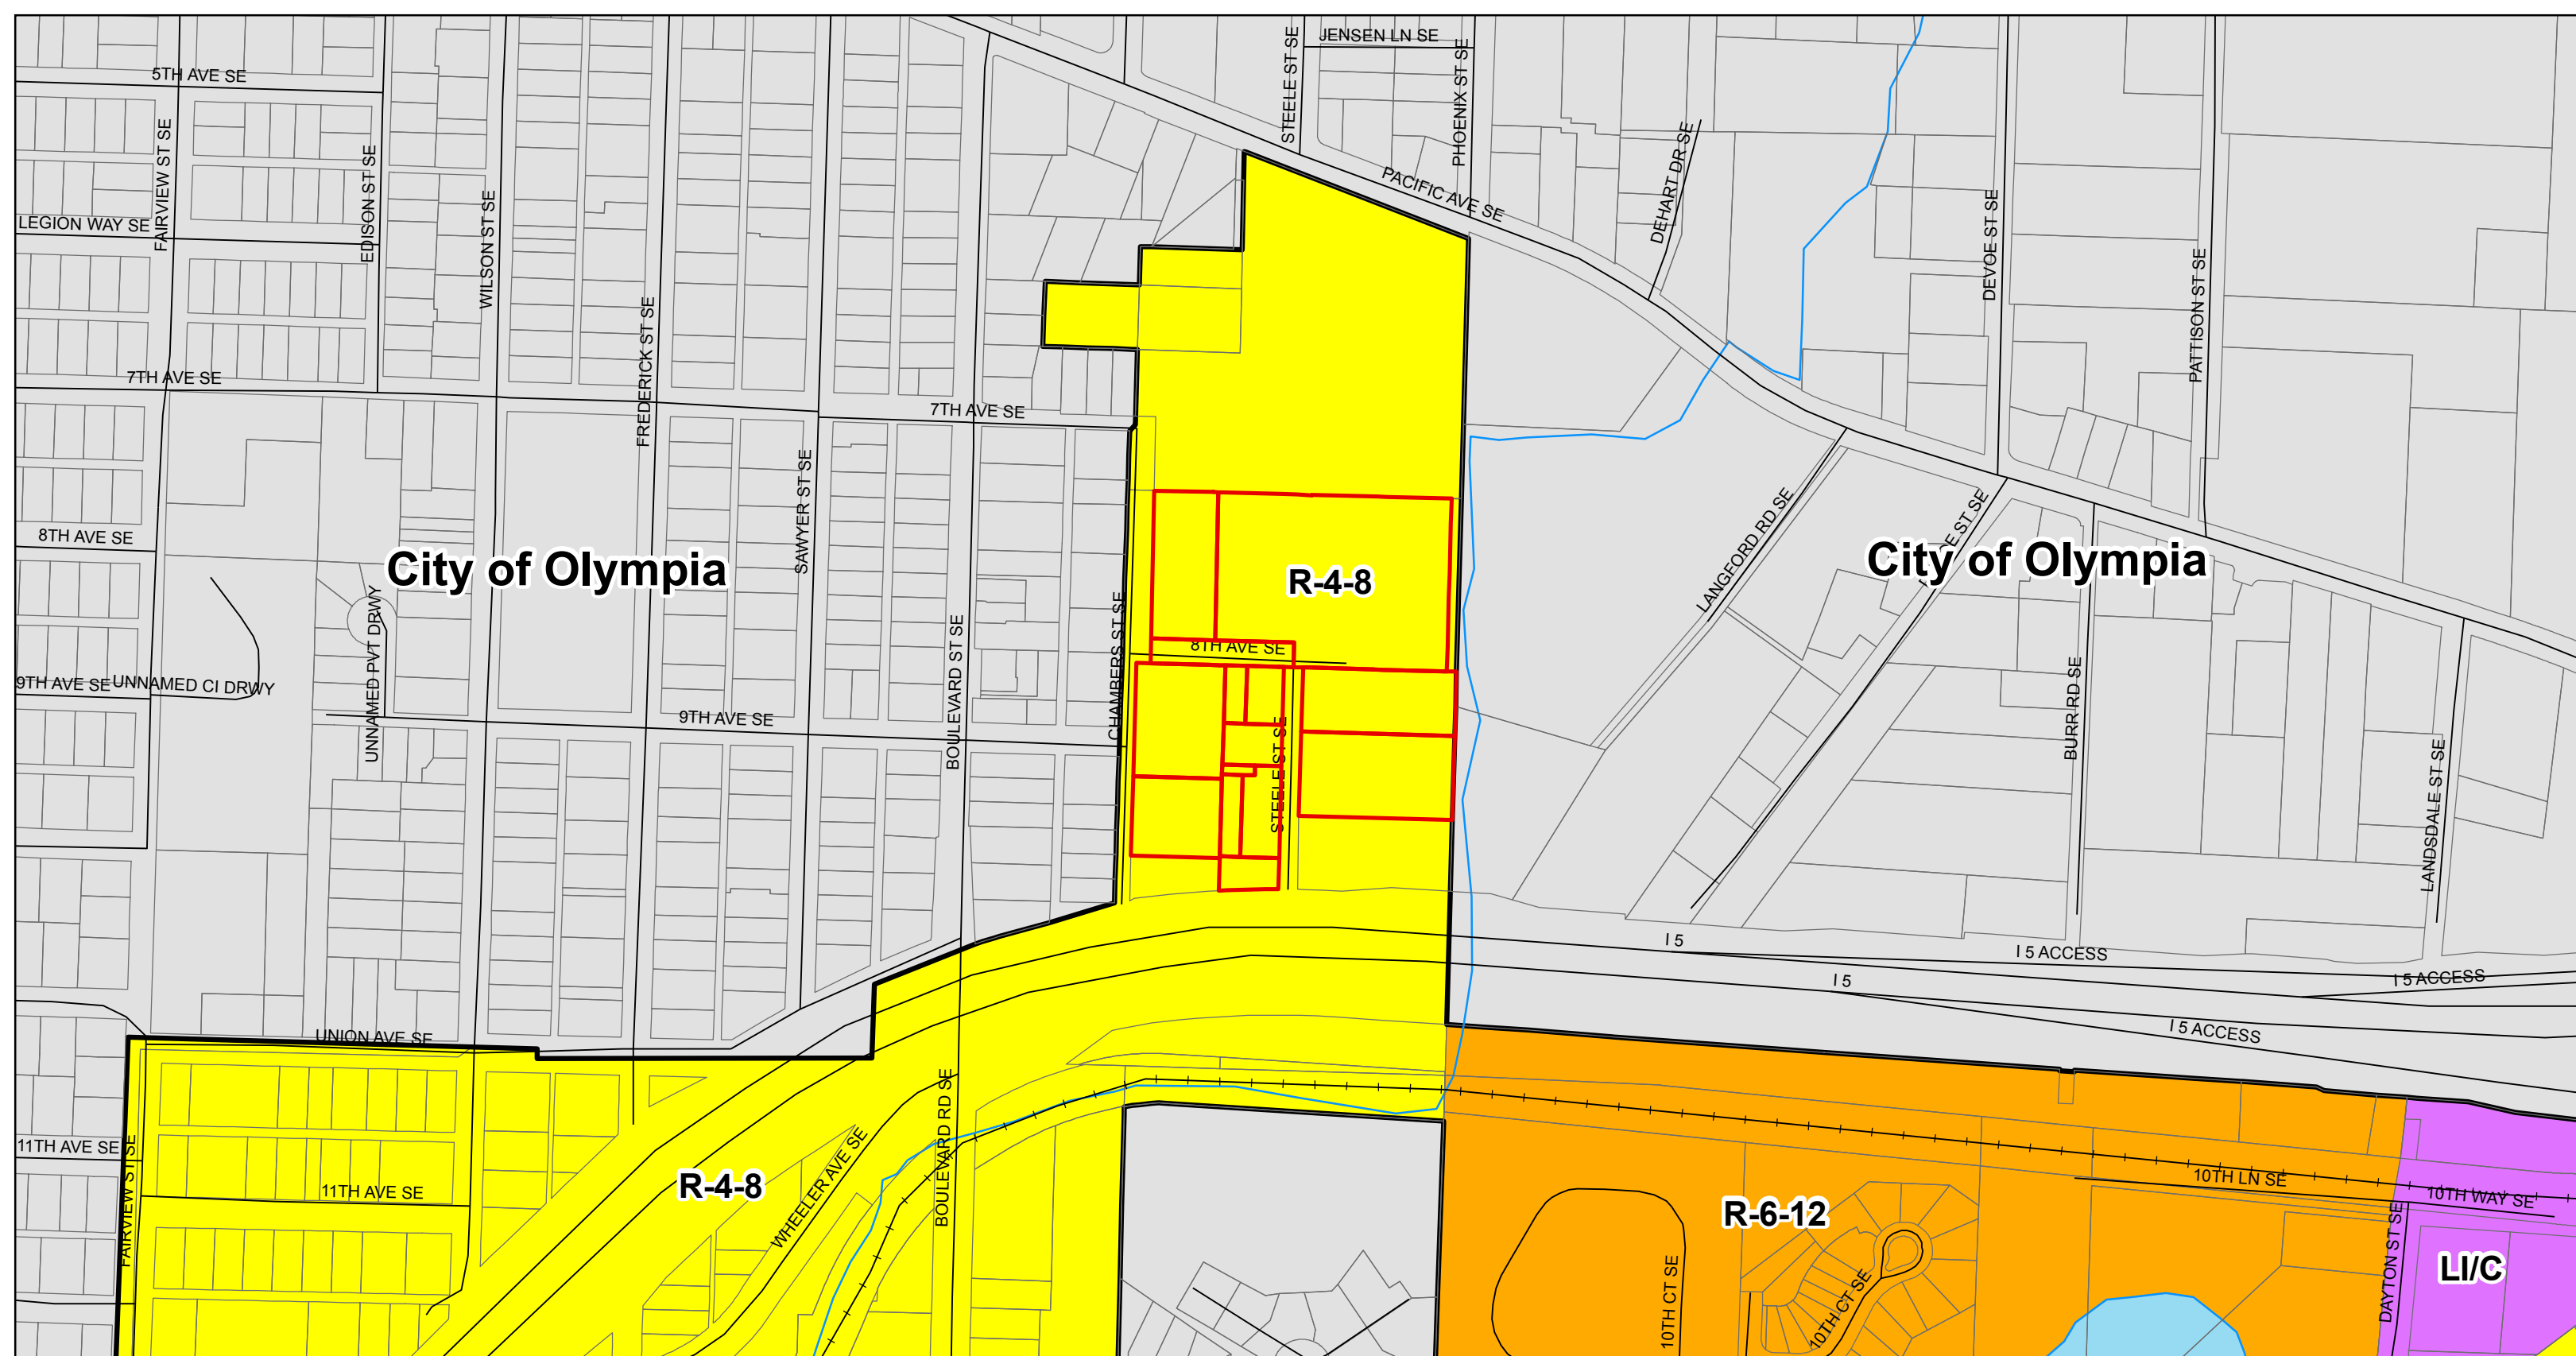 JENSEN LN SE
5TH AVE SE
STEELE ST SE
PHOENIX ST SE
FAIRVIEW ST SE
EDISON ST SE
DEHART DR SE
PACIFIC AVE SE
LEGION WAY SE
WILSON ST SE
DEVOE ST SE
PATTISON ST SE
FREDERICK ST SE
7TH AVE SE
7TH AVE SE
SAWYER ST SE
8TH AVE SE
City of Olympia
City of Olympia
R-4-8
LANGFORD RD SE
ST SE
UNNAMED PVT DRWY
CHAMBERS ST SE
BOULEVARD ST SE
8TH AVE SE
9TH AVE SE
UNNAMED CI DRWY
BURR RD SE
9TH AVE SE
STEELE ST SE
LANDSDALE ST SE
I 5
I 5 ACCESS
I 5
I 5 ACCESS
I 5 ACCESS
UNION AVE SE
BOULEVARD RD SE
11TH AVE SE
FAIRVIEW ST SE
WHEELER AVE SE
R-4-8
11TH AVE SE
10TH LN SE
10TH WAY SE
R-6-12
DAYTON ST SE
LI/C
10TH CT SE
10TH CT SE